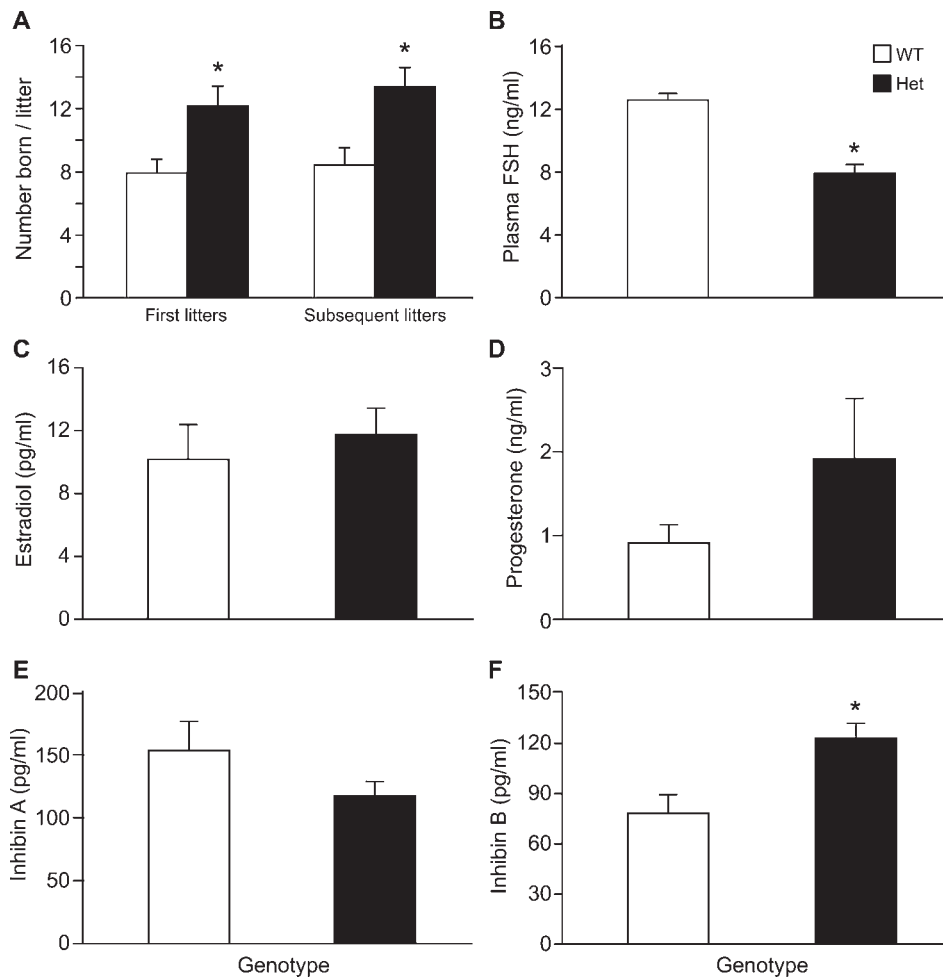 A
Number born / litter
16
12
8
4
0
*
*
First litters
Subsequent litters
B
Plasma FSH (ng/ml)
16
12
8
4
0
*
WT
Het
C
Estradiol (pg/ml)
16
12
8
4
0
D
Progesterone (ng/ml)
3
2
1
0
E
Inhibin A (pg/ml)
200
150
100
50
0
Genotype
F
Inhibin B (pg/ml)
150
120
90
60
30
0
*
Genotype